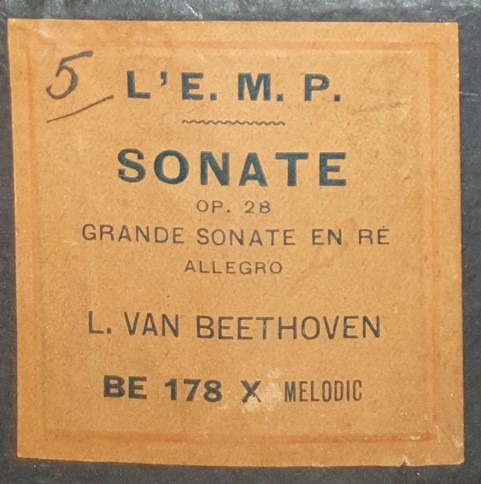 5 L'E. M. P.
SONATE
OP. 28
GRANDE SONATE EN RÉ
ALLEGRO
L. VAN BEETHOVEN
BE 178 X MELODIC